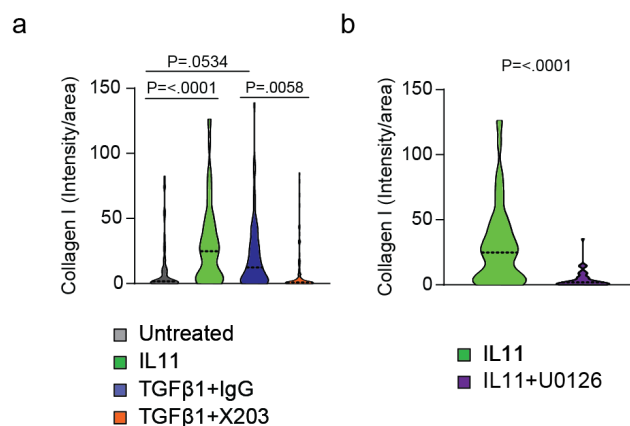 a
P=.0534
P=<.0001
P=.0058
Collagen I (Intensity/area)
150
100
50
0
Untreated
IL11
TGFβ1+IgG
TGFβ1+X203
b
P=<.0001
Collagen I (Intensity/area)
150
100
50
0
IL11
IL11+U0126